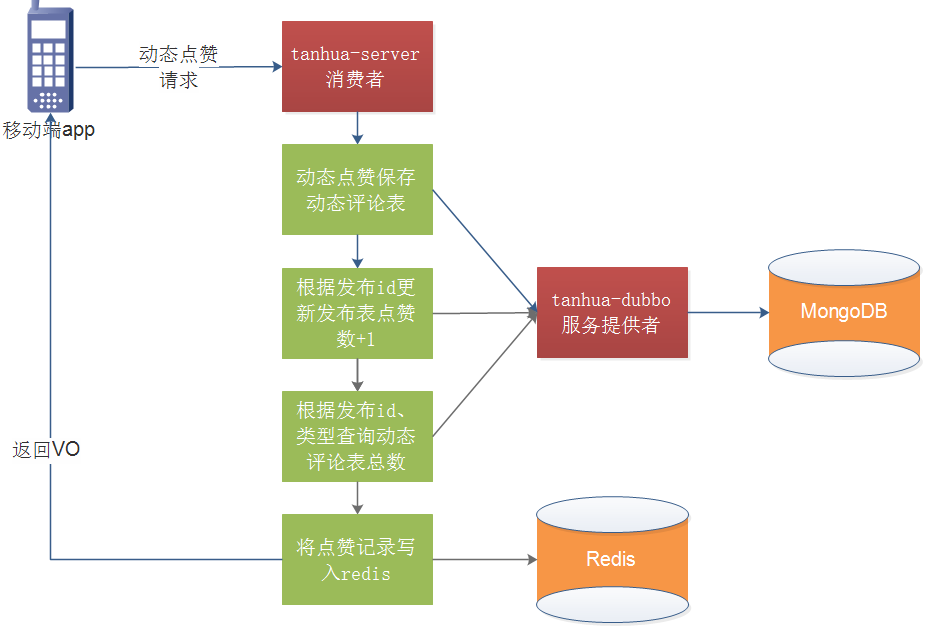 动态点赞
请求
移动端app
tanhua-server
消费者
动态点赞保存
动态评论表
根据发布id更
新发布表点赞
数+1
tanhua-dubbo
服务提供者
MongoDB
根据发布id、
类型查询动态
评论表总数
返回VO
将点赞记录写
入redis
Redis